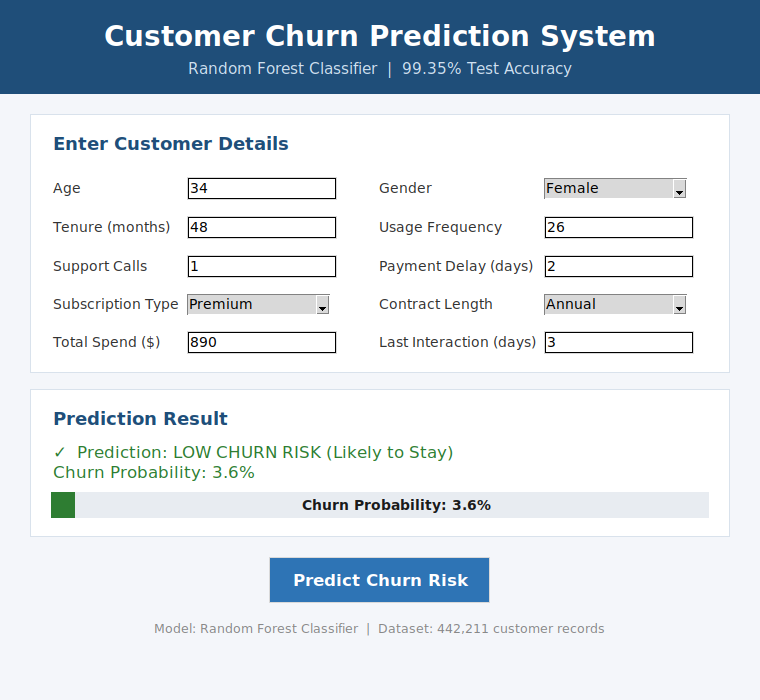 Customer Churn Prediction System
Random Forest Classifier | 99.35% Test Accuracy
Enter Customer Details
Age 34 Gender Female
Tenure (months) 48 Usage Frequency 26
Support Calls 1 Payment Delay (days) 2
Subscription Type Premium Contract Length Annual
Total Spend ($) 890 Last Interaction (days) 3
Prediction Result
✓ Prediction: LOW CHURN RISK (Likely to Stay)
Churn Probability: 3.6%
Churn Probability: 3.6%
Predict Churn Risk
Model: Random Forest Classifier | Dataset: 442,211 customer records